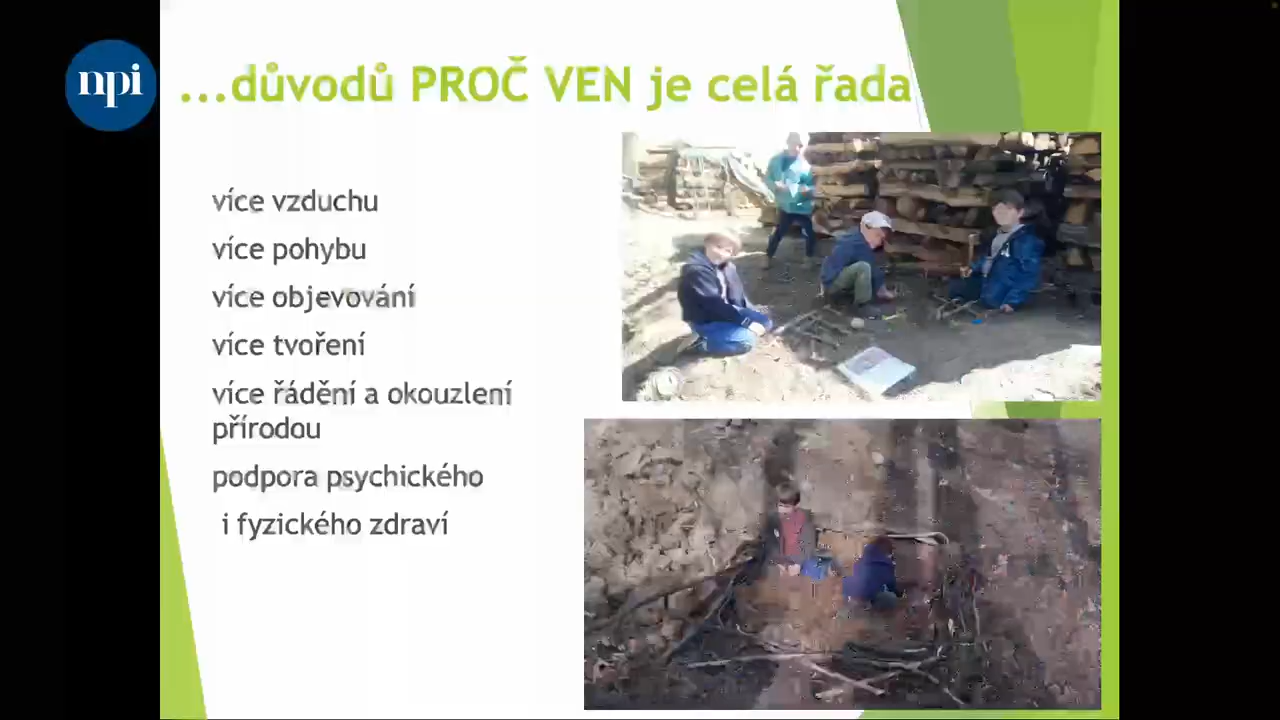 npi
...důvodů PROČ VEN je celá řada
více vzduchu
více pohybu
více objevování
více tvoření
více řádění a okouzlení
přírodou
podpora psychického
i fyzického zdraví